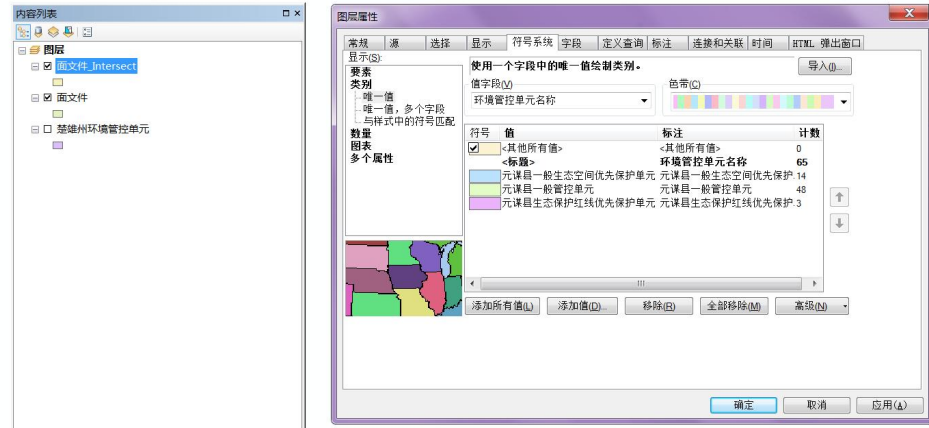 内容列表
图层
面文件_Intersect
面文件
楚雄州环境管控单元
图层属性
常规 源 选择 显示 符号系统 字段 定义查询 标注 连接和关联 时间 HTML 弹出窗口
显示(S):
要素
类别
唯一值
唯一值，多个字段
与样式中的符号匹配
数量
图表
多个属性
使用一个字段中的唯一值绘制类别。
导入(I)...
值字段(V)
环境管控单元名称
色带(C)
符号 值 标注 计数
<其他所有值> <其他所有值> 0
<标题> 环境管控单元名称 65
元谋县一般生态空间优先保护单元 元谋县一般生态空间优先保护. 14
元谋县一般管控单元 元谋县一般管控单元 48
元谋县生态保护红线优先保护单元 元谋县生态保护红线优先保护. 3
添加所有值(L) 添加值(D)... 移除(R) 全部移除(M) 高级(N)
确定 取消 应用(A)